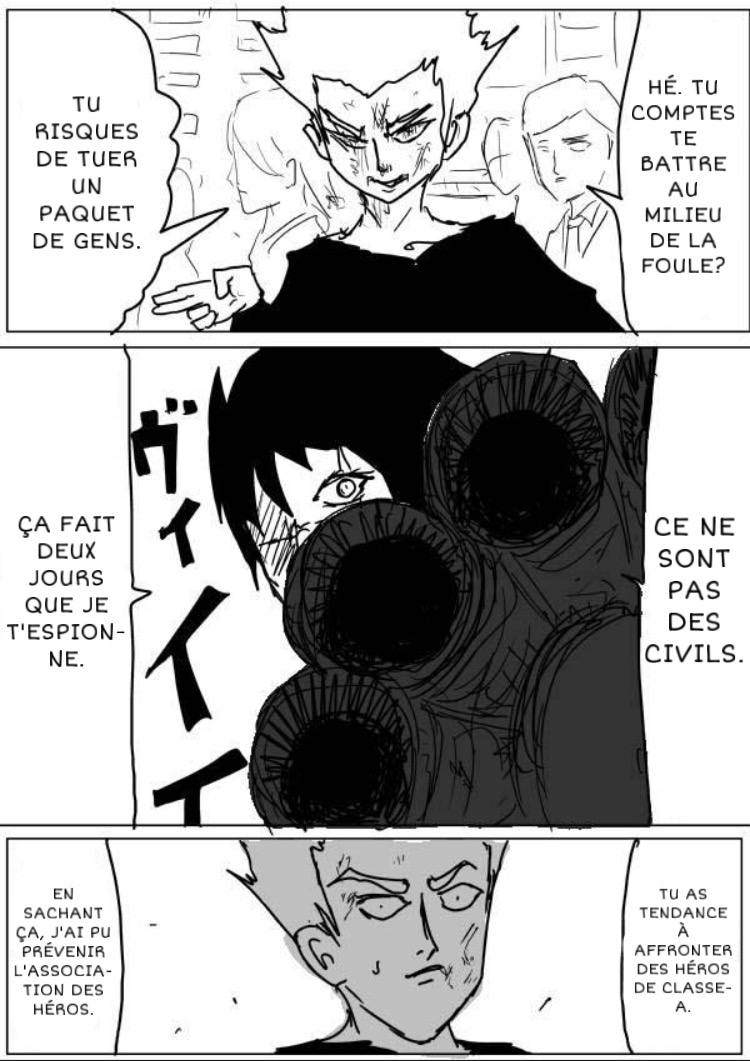 HÉ. TU
COMPTES
TE
BATTRE
AU
MILIEU
DE LA
FOULE?
TU
RISQUES
DE TUER
UN
PAQUET
DE GENS.
CE NE
SONT
PAS
DES
CIVILS.
ヴィイイ
ÇA FAIT
DEUX
JOURS
QUE JE
T'ESPION-
NE.
TU AS
TENDANCE
À
AFFRONTER
DES HÉROS
DE CLASSE-
A.
EN
SACHANT
ÇA, J'AI PU
PRÉVENIR
L'ASSOCIA-
TION DES
HÉROS.